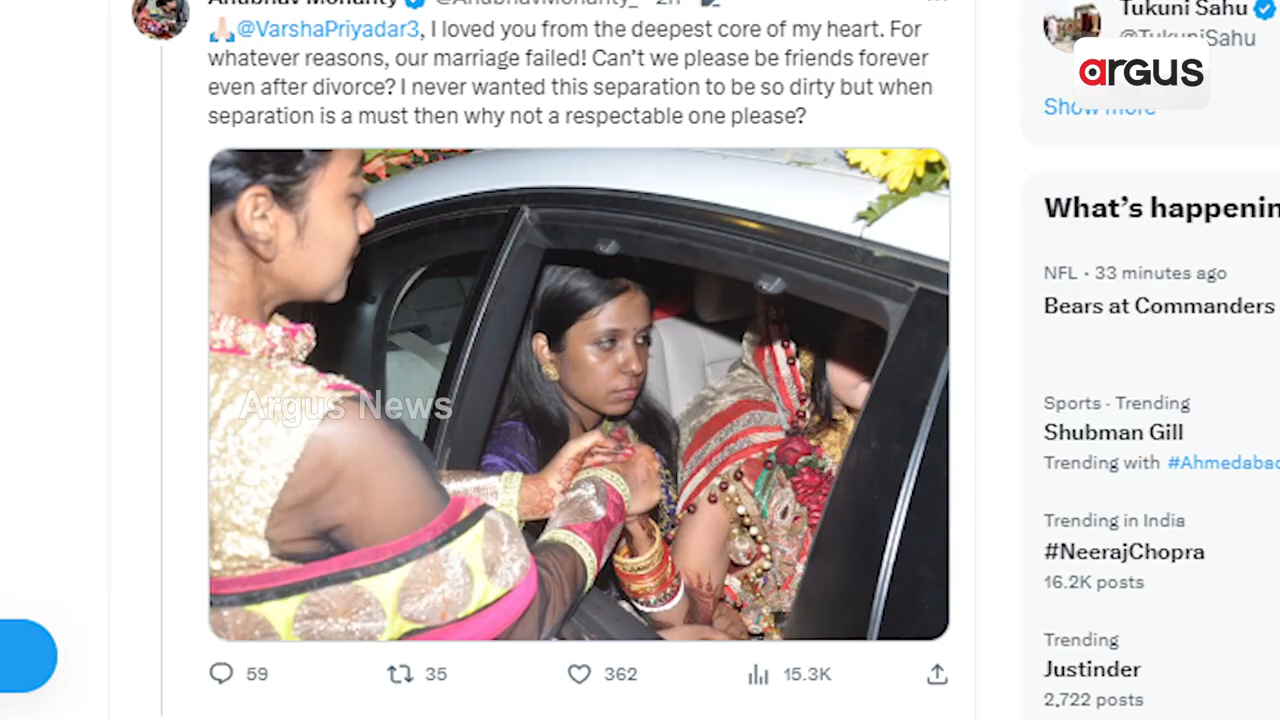 Anubhav Mohanty @AnubhavMohanty_ · 2h
🙏🏻@VarshaPriyadar3, I loved you from the deepest core of my heart. For
whatever reasons, our marriage failed! Can’t we please be friends forever
even after divorce? I never wanted this separation to be so dirty but when
separation is a must then why not a respectable one please?
Argus News
59 35 362 15.3K
Tukuni Sahu
@TukuniSahu
argus
Show more
What’s happenin
NFL · 33 minutes ago
Bears at Commanders
Sports · Trending
Shubman Gill
Trending with #Ahmedabad
Trending in India
#NeerajChopra
16.2K posts
Trending
Justinder
2,722 posts